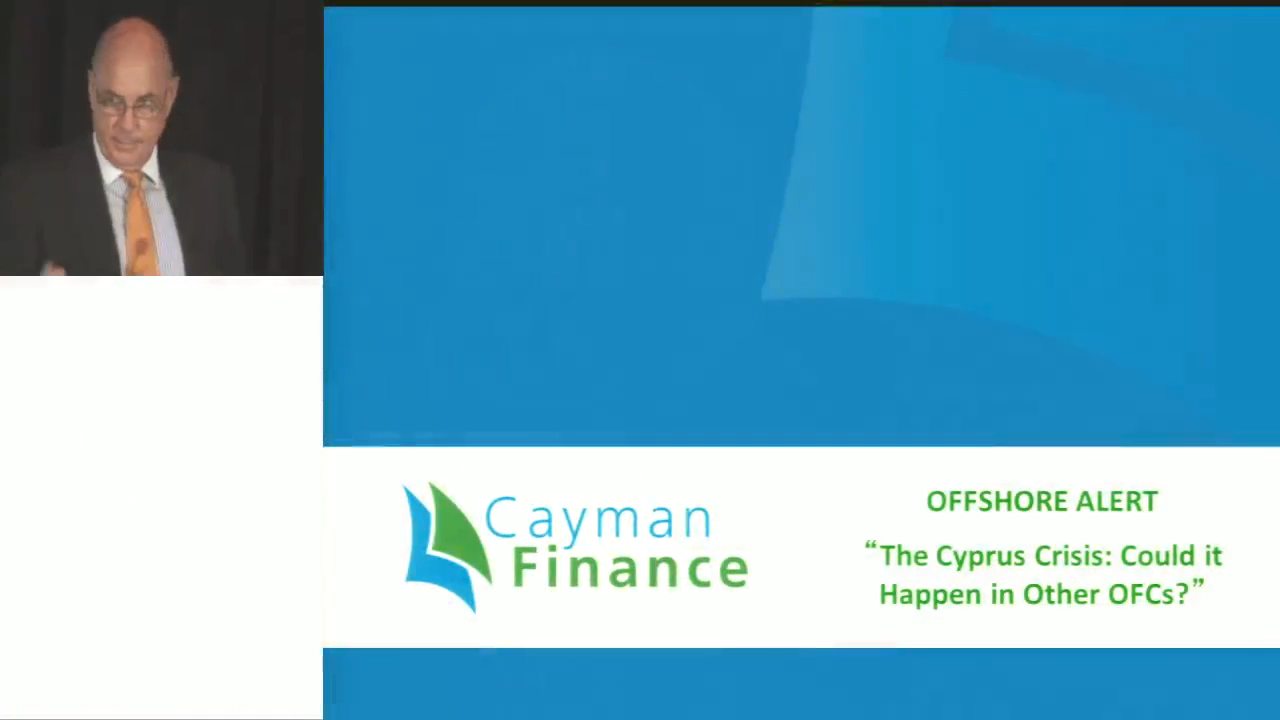 Cayman
Finance
OFFSHORE ALERT
“The Cyprus Crisis: Could it
Happen in Other OFCs?”